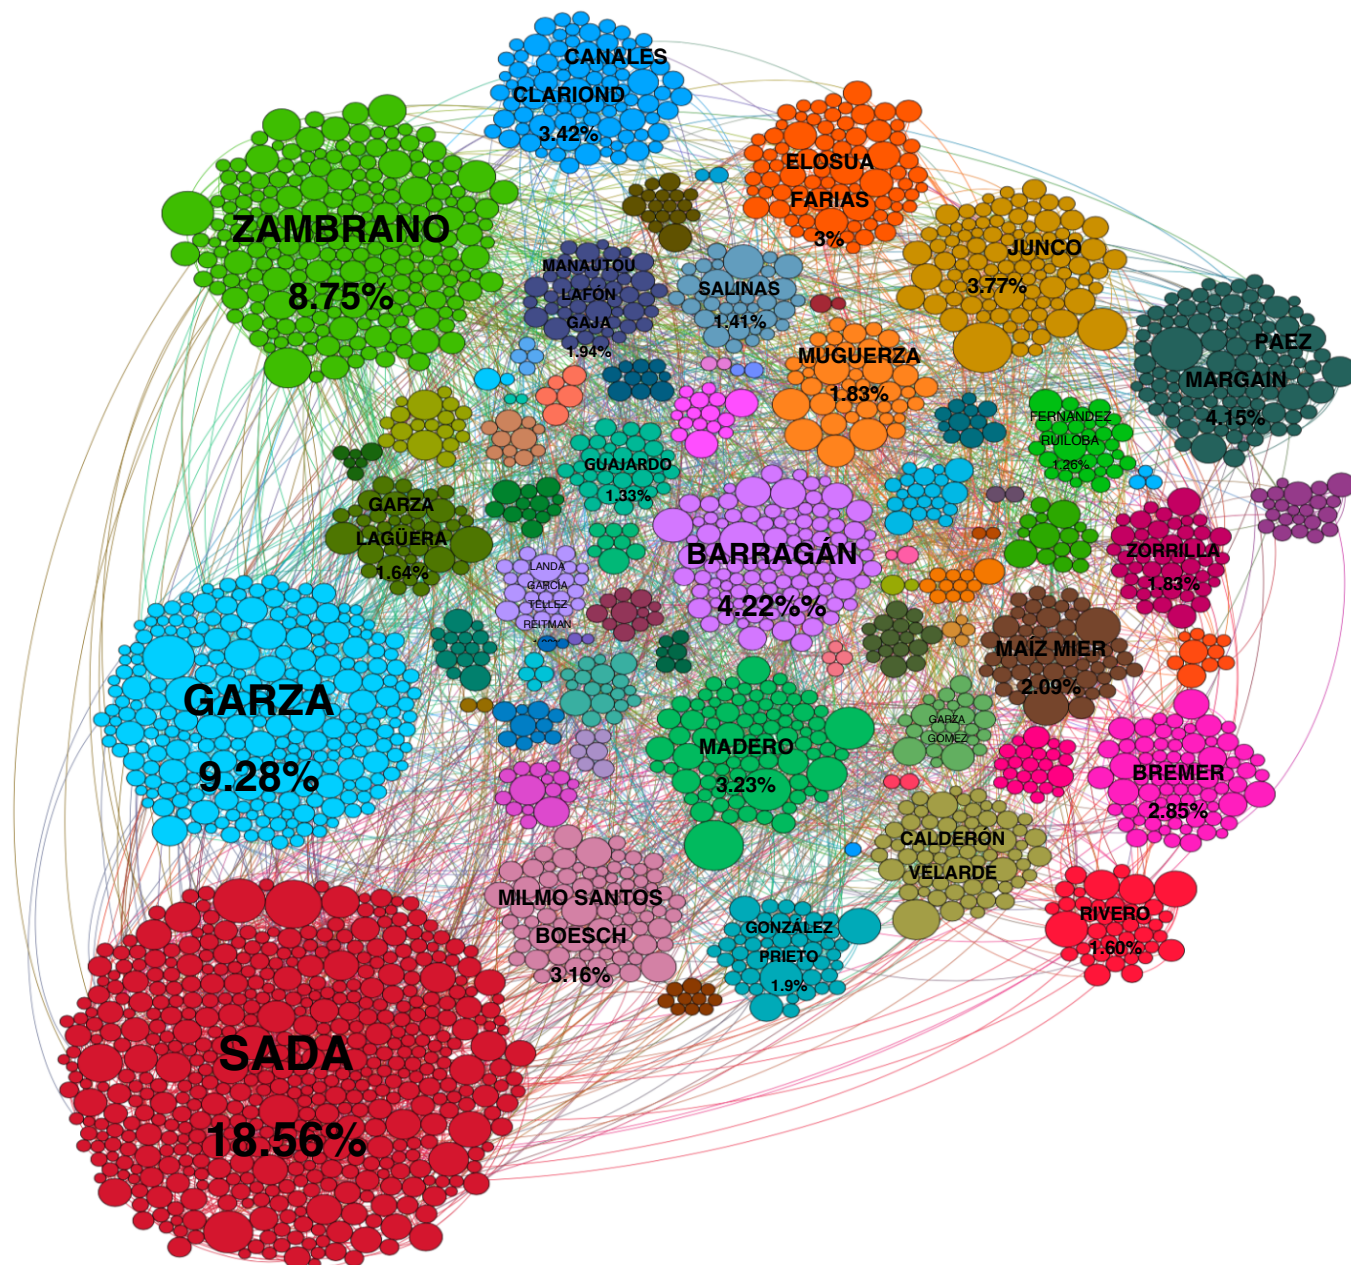 CANALES
CLARIOND
3.42%
ELOSUA
FARIAS
3%
ZAMBRANO
8.75%
MANAUTOU
LAFÓN
GAJA
1.94%
SALINAS
1.41%
JUNCO
3.77%
PAEZ
MARGAIN
4.15%
MUGUERZA
1.83%
FERNANDEZ
RUILOBA
1.26%
GUAJARDO
1.33%
GARZA
LAGÜERA
1.64%
BARRAGÁN
4.22%%
ZORRILLA
1.83%
LANDA
GARCÍA
TÉLLEZ
REITMAN
MAÍZ MIER
2.09%
GARZA
9.28%
MADERO
3.23%
GARZA
GOMEZ
BREMER
2.85%
CALDERÓN
VELARDE
MILMO SANTOS
BOESCH
3.16%
GONZÁLEZ
PRIETO
1.9%
RIVERO
1.60%
SADA
18.56%